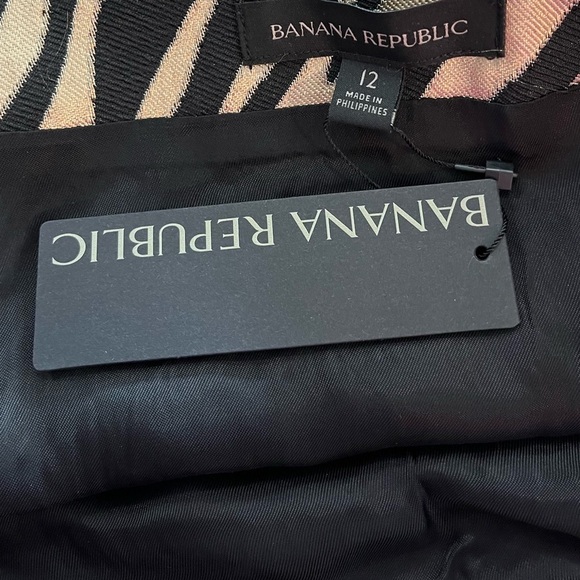 BANANA REPUBLIC
12
MADE IN
PHILIPPINES
BANANA REPUBLIC